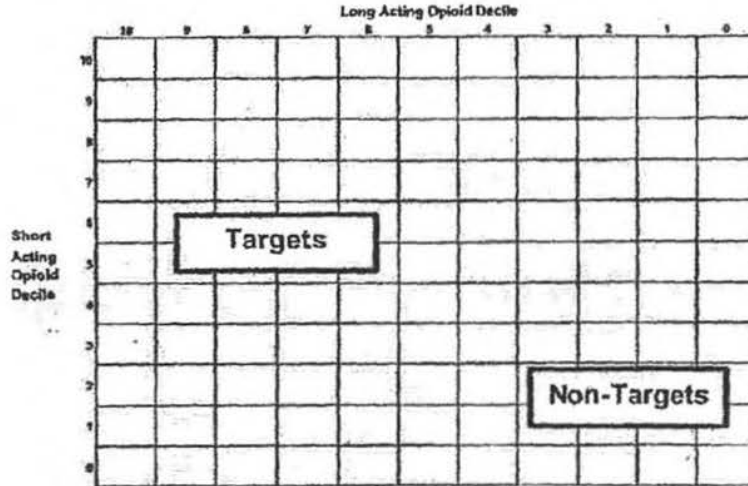 Long Acting Opioid Decile
10 9 8 7 6 5 4 3 2 1 0
10
9
8
7
6
Targets
Short
5
Acting
Opioid
Decile
4
3
2
Non-Targets
1
0